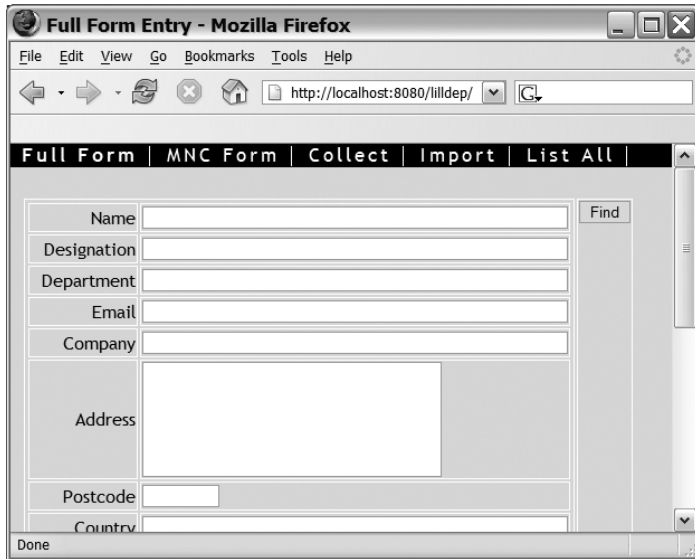 Full Form Entry - Mozilla Firefox
File Edit View Go Bookmarks Tools Help
http://localhost:8080/lilldep/ G
Full Form | MNC Form | Collect | Import | List All |
Name Find
Designation
Department
Email
Company
Address
Postcode
Country
Done